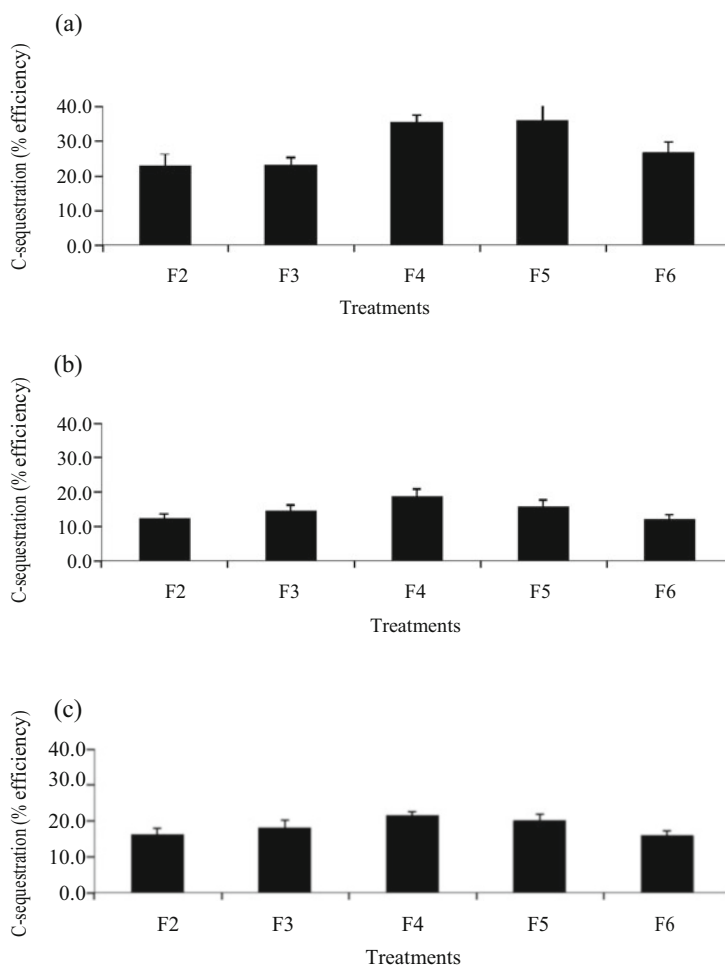 (a)
C-sequestration (% efficiency)
40.0
30.0
20.0
10.0
0.0
F2 F3 F4 F5 F6
Treatments
(b)
C-sequestration (% efficiency)
40.0
30.0
20.0
10.0
0.0
F2 F3 F4 F5 F6
Treatments
(c)
C-sequestration (% efficiency)
40.0
30.0
20.0
10.0
0.0
F2 F3 F4 F5 F6
Treatments